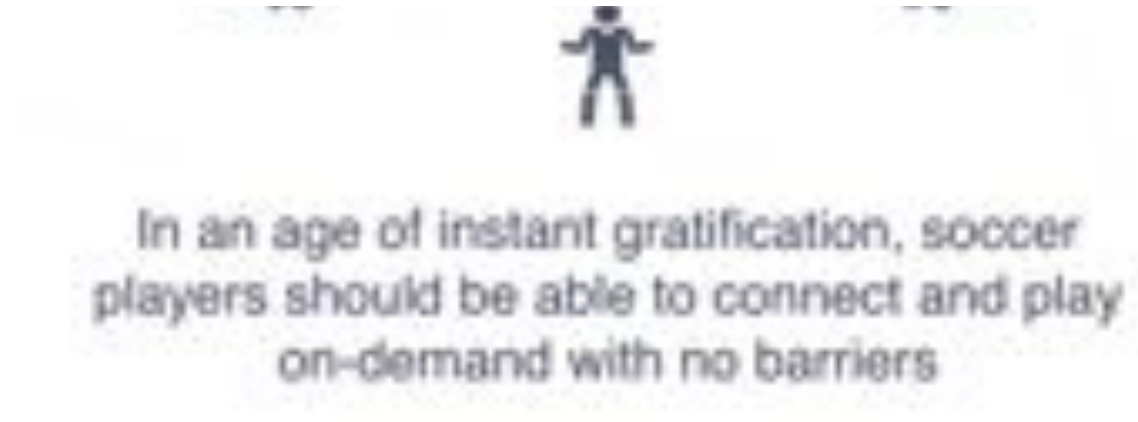 In an age of instant gratification, soccer
players should be able to connect and play
on-demand with no barriers